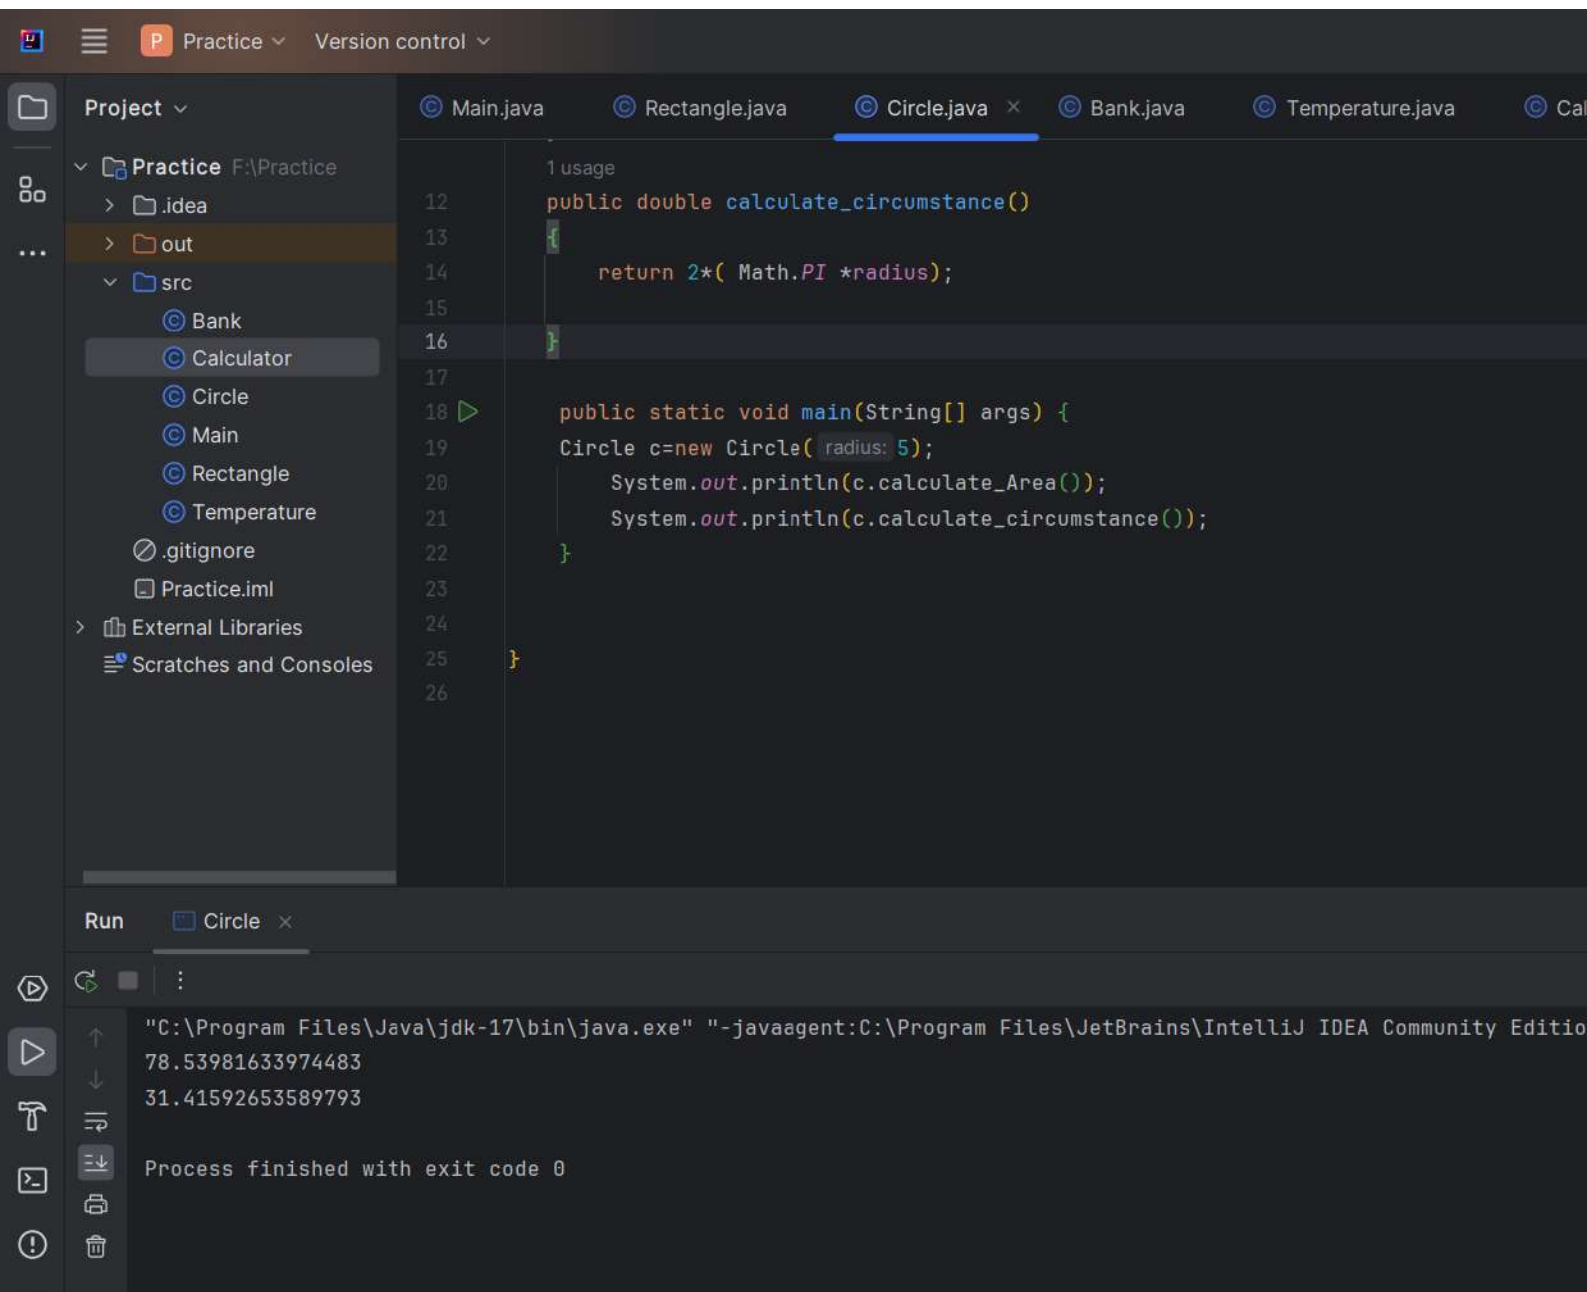 P Practice Version control
Project
Main.java Rectangle.java Circle.java Bank.java Temperature.java Cal
Practice F:\Practice
.idea
out
src
Bank
Calculator
Circle
Main
Rectangle
Temperature
.gitignore
Practice.iml
External Libraries
Scratches and Consoles
1 usage
12 public double calculate_circumstance()
13 {
14 return 2*( Math.PI *radius);
15
16 }
17
18 public static void main(String[] args) {
19 Circle c=new Circle( radius: 5);
20 System.out.println(c.calculate_Area());
21 System.out.println(c.calculate_circumstance());
22 }
23
24
25 }
26
Run Circle
"C:\Program Files\Java\jdk-17\bin\java.exe" "-javaagent:C:\Program Files\JetBrains\IntelliJ IDEA Community Editio
78.53981633974483
31.41592653589793
Process finished with exit code 0